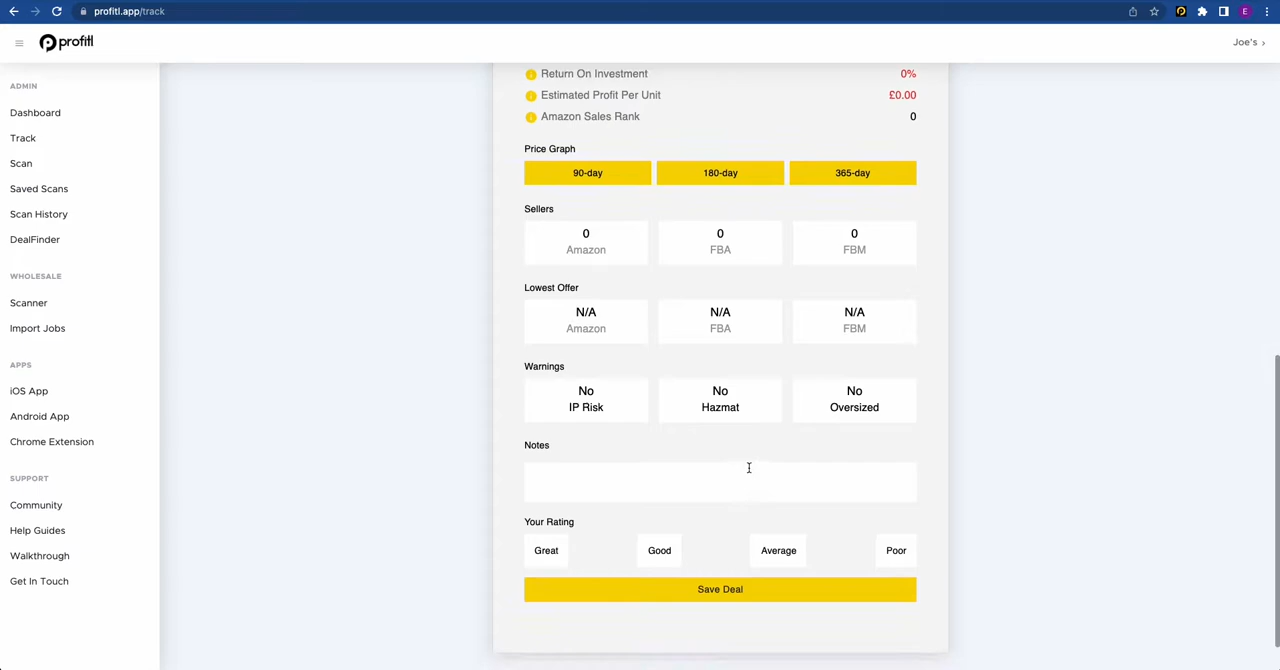 profitl.app/track
E
profitl
Joe's >
ADMIN
Dashboard
Track
Scan
Saved Scans
Scan History
DealFinder
WHOLESALE
Scanner
Import Jobs
APPS
iOS App
Android App
Chrome Extension
SUPPORT
Community
Help Guides
Walkthrough
Get In Touch
Return On Investment 0%
Estimated Profit Per Unit £0.00
Amazon Sales Rank 0
Price Graph
90-day 180-day 365-day
Sellers
0 0 0
Amazon FBA FBM
Lowest Offer
N/A N/A N/A
Amazon FBA FBM
Warnings
No No No
IP Risk Hazmat Oversized
Notes
Your Rating
Great Good Average Poor
Save Deal